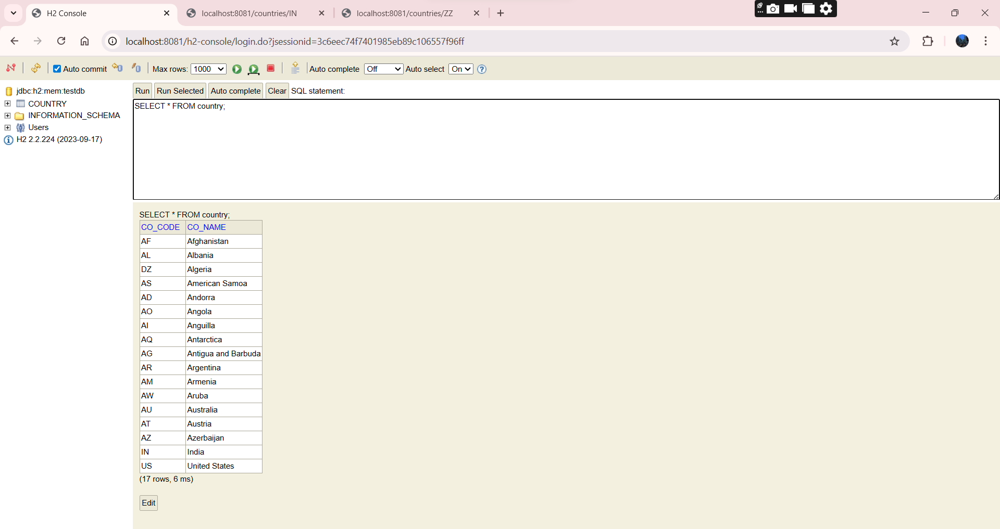 H2 Console
localhost:8081/countries/IN
localhost:8081/countries/ZZ
localhost:8081/h2-console/login.do?jsessionid=3c6eec74f7401985eb89c106557f96ff
Auto commit Max rows: 1000 Auto complete Off Auto select On
jdbc:h2:mem:testdb
COUNTRY
INFORMATION_SCHEMA
Users
H2 2.2.224 (2023-09-17)
Run Run Selected Auto complete Clear SQL statement:
SELECT * FROM country;
SELECT * FROM country;
CO_CODE CO_NAME
AF Afghanistan
AL Albania
DZ Algeria
AS American Samoa
AD Andorra
AO Angola
AI Anguilla
AQ Antarctica
AG Antigua and Barbuda
AR Argentina
AM Armenia
AW Aruba
AU Australia
AT Austria
AZ Azerbaijan
IN India
US United States
(17 rows, 6 ms)
Edit